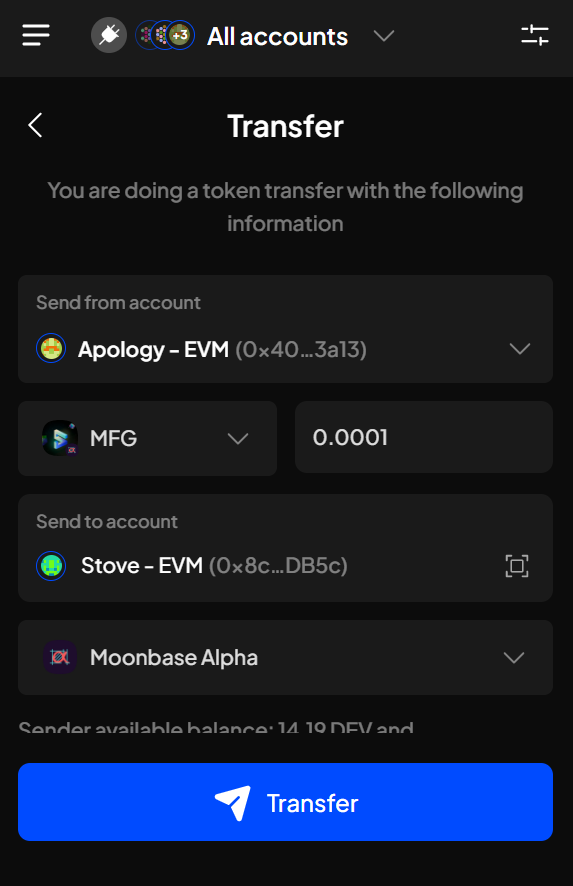 +3 All accounts
Transfer
You are doing a token transfer with the following
information
Send from account
Apology - EVM (0x40...3a13)
MFG
0.0001
Send to account
Stove - EVM (0x8c...DB5c)
Moonbase Alpha
Sender available balance: 14.19 DEV and
Transfer